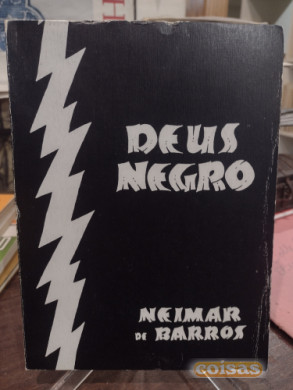 DEUS
NEGRO
NEIMAR
DE BARROS
coisas